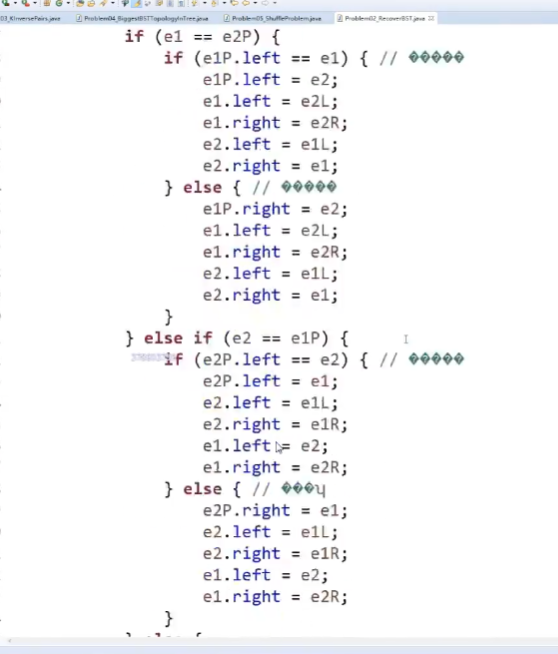 03_KInversePairs.java Problem04_BiggestBSTTopologyInTree.java Problem05_ShuffleProblem.java Problem02_RecoverBST.java
if (e1 == e2P) {
if (e1P.left == e1) { // �����
e1P.left = e2;
e1.left = e2L;
e1.right = e2R;
e2.left = e1L;
e2.right = e1;
} else { // �����
e1P.right = e2;
e1.left = e2L;
e1.right = e2R;
e2.left = e1L;
e2.right = e1;
}
} else if (e2 == e1P) {
if (e2P.left == e2) { // �����
e2P.left = e1;
e2.left = e1L;
e2.right = e1R;
e1.left = e2;
e1.right = e2R;
} else { // ���ҷ
e2P.right = e1;
e2.left = e1L;
e2.right = e1R;
e1.left = e2;
e1.right = e2R;
}
} else {